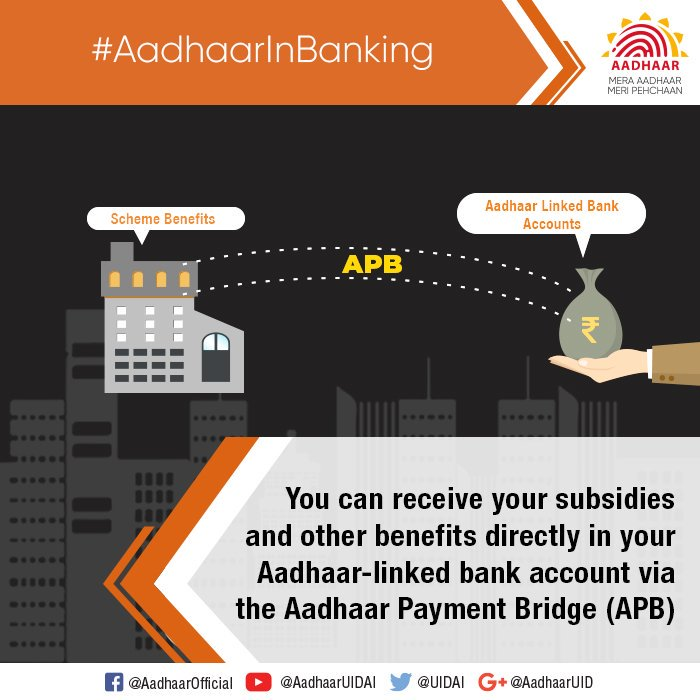 #AadhaarInBanking
AADHAAR
MERA AADHAAR
MERI PEHCHAAN
Scheme Benefits
Aadhaar Linked Bank
Accounts
APB
₹
You can receive your subsidies
and other benefits directly in your
Aadhaar-linked bank account via
the Aadhaar Payment Bridge (APB)
@AadhaarOfficial @AadhaarUIDAI @UIDAI G+ @AadhaarUID